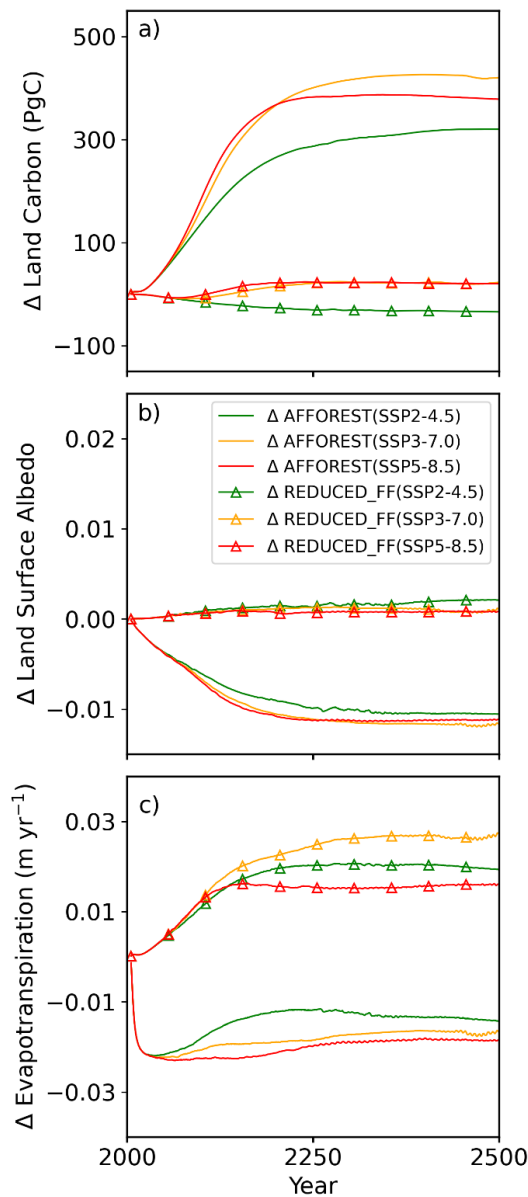 a)
500
300
100
−100
Δ Land Carbon (PgC)
b)
0.02
0.01
0.00
−0.01
Δ Land Surface Albedo
Δ AFFOREST(SSP2-4.5)
Δ AFFOREST(SSP3-7.0)
Δ AFFOREST(SSP5-8.5)
Δ REDUCED_FF(SSP2-4.5)
Δ REDUCED_FF(SSP3-7.0)
Δ REDUCED_FF(SSP5-8.5)
c)
0.03
0.01
−0.01
−0.03
Δ Evapotranspiration (m yr⁻¹)
2000 2250 2500
Year